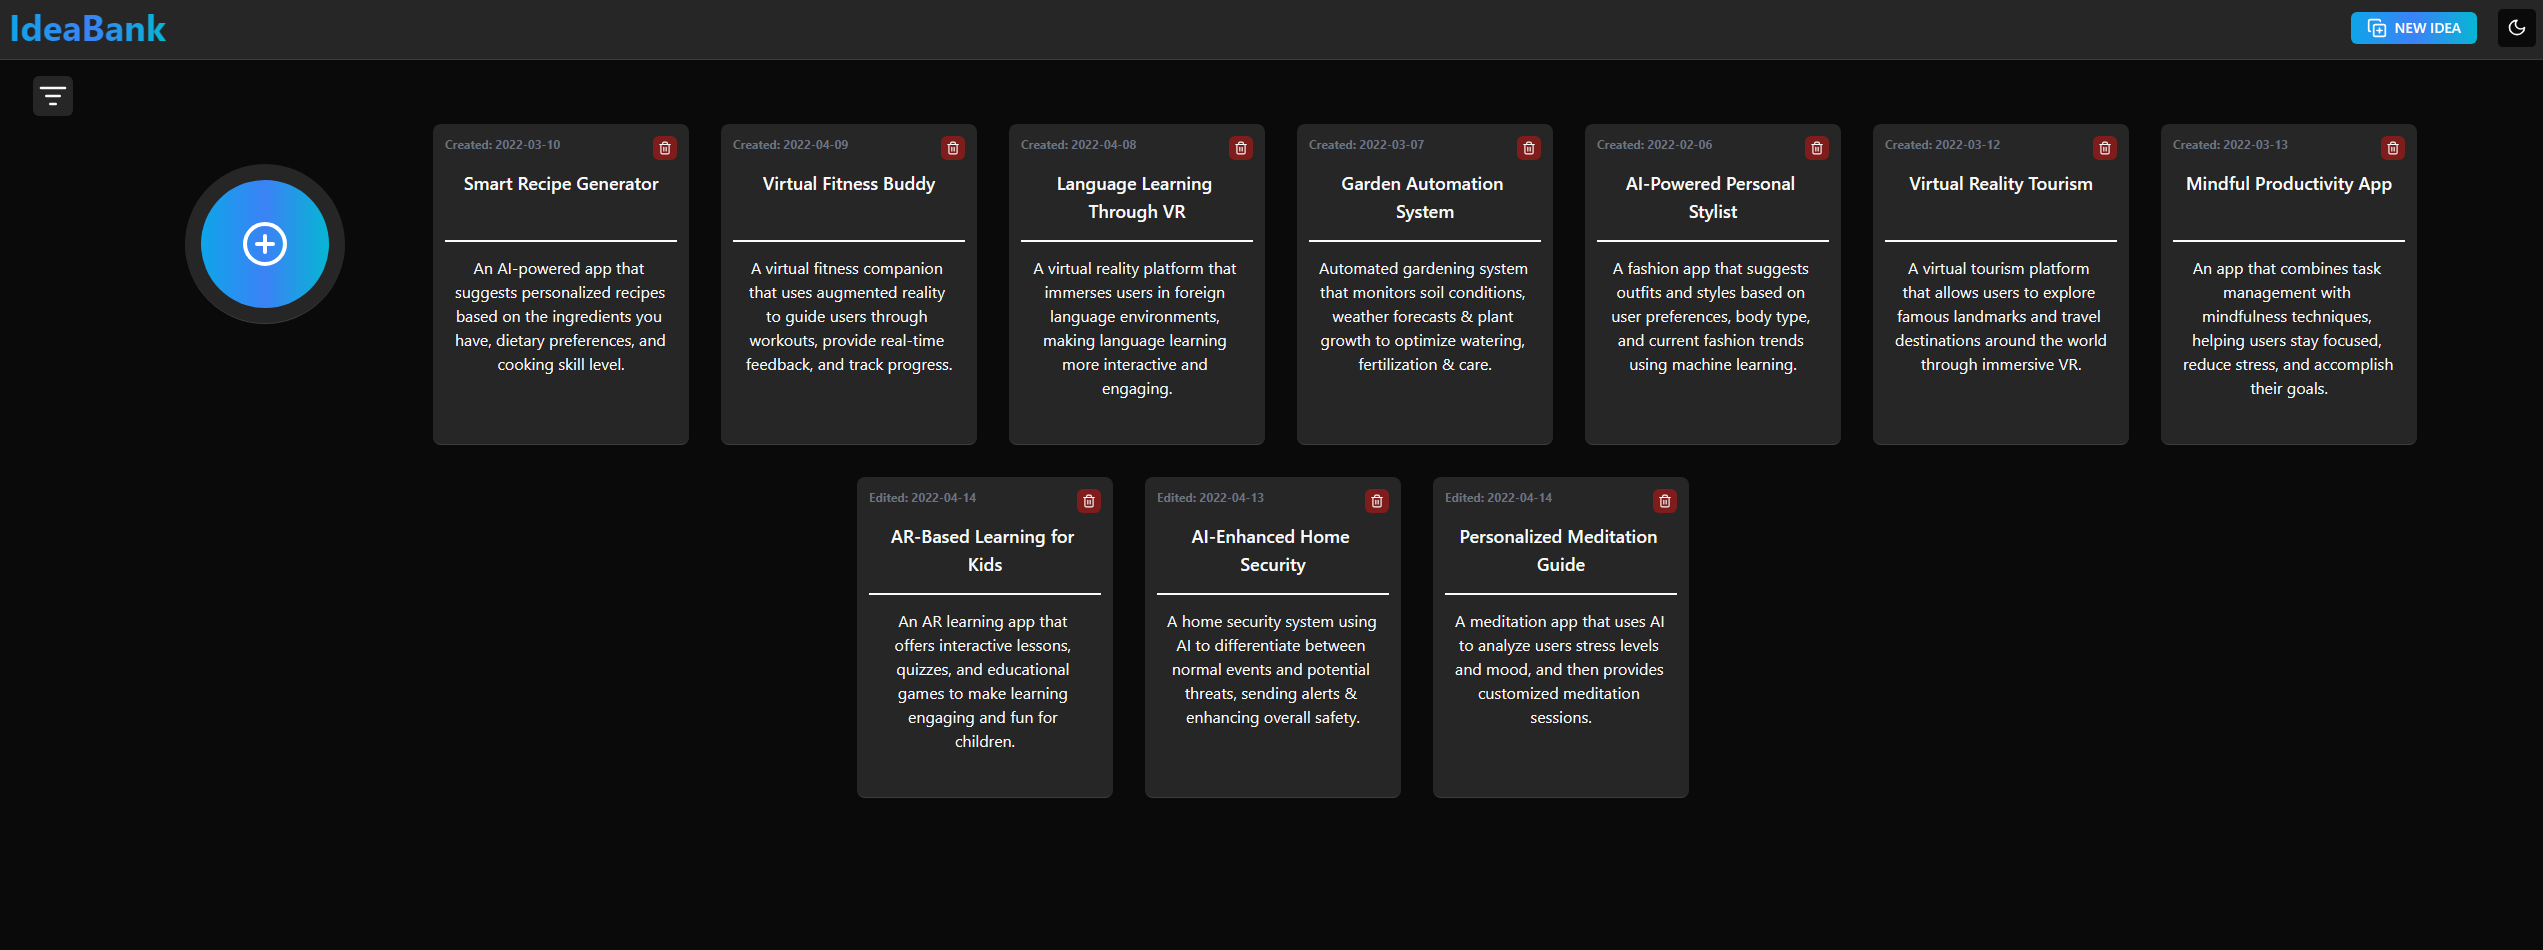 IdeaBank
NEW IDEA
Created: 2022-03-10
Smart Recipe Generator
An AI-powered app that
suggests personalized recipes
based on the ingredients you
have, dietary preferences, and
cooking skill level.
Created: 2022-04-09
Virtual Fitness Buddy
A virtual fitness companion
that uses augmented reality
to guide users through
workouts, provide real-time
feedback, and track progress.
Created: 2022-04-08
Language Learning
Through VR
A virtual reality platform that
immerses users in foreign
language environments,
making language learning
more interactive and
engaging.
Created: 2022-03-07
Garden Automation
System
Automated gardening system
that monitors soil conditions,
weather forecasts & plant
growth to optimize watering,
fertilization & care.
Created: 2022-02-06
AI-Powered Personal
Stylist
A fashion app that suggests
outfits and styles based on
user preferences, body type,
and current fashion trends
using machine learning.
Created: 2022-03-12
Virtual Reality Tourism
A virtual tourism platform
that allows users to explore
famous landmarks and travel
destinations around the world
through immersive VR.
Created: 2022-03-13
Mindful Productivity App
An app that combines task
management with
mindfulness techniques,
helping users stay focused,
reduce stress, and accomplish
their goals.
Edited: 2022-04-14
AR-Based Learning for
Kids
An AR learning app that
offers interactive lessons,
quizzes, and educational
games to make learning
engaging and fun for
children.
Edited: 2022-04-13
AI-Enhanced Home
Security
A home security system using
AI to differentiate between
normal events and potential
threats, sending alerts &
enhancing overall safety.
Edited: 2022-04-14
Personalized Meditation
Guide
A meditation app that uses AI
to analyze users stress levels
and mood, and then provides
customized meditation
sessions.